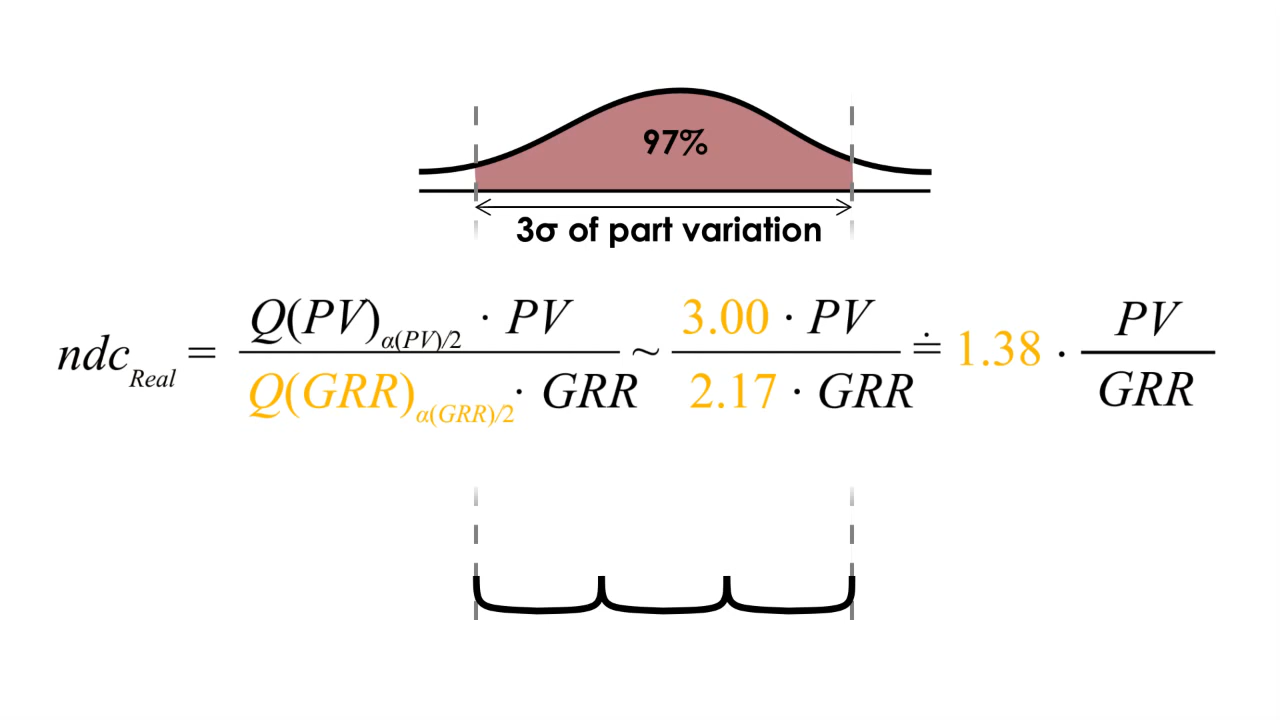 97%
3σ of part variation
ndc_Real = Q(PV)_α(PV)/2 · PV / Q(GRR)_α(GRR)/2 · GRR ~ 3.00 · PV / 2.17 · GRR ≐ 1.38 · PV / GRR